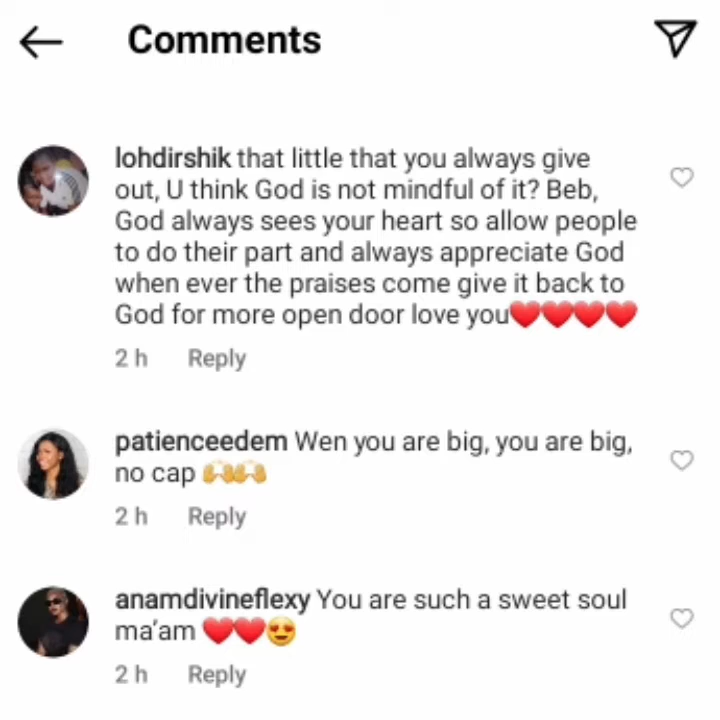 Comments
lohdirshik that little that you always give
out, U think God is not mindful of it? Beb,
God always sees your heart so allow people
to do their part and always appreciate God
when ever the praises come give it back to
God for more open door love you❤️❤️❤️❤️
2 h Reply
patienceedem Wen you are big, you are big,
no cap 🙌🙌
2 h Reply
anamdivineflexy You are such a sweet soul
ma'am ❤️❤️😍
2 h Reply